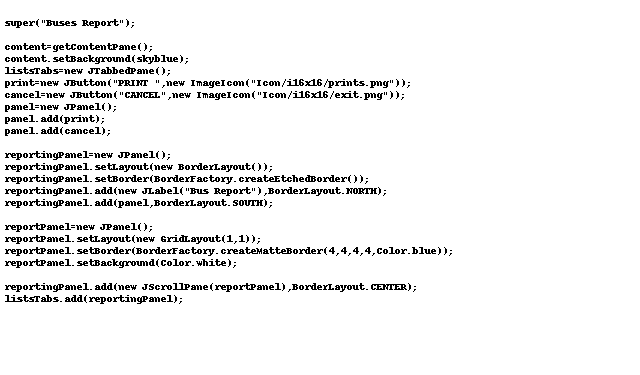 super("Buses Report");
content=getContentPane();
content.setBackground(skyblue);
listsTabs=new JTabbedPane();
print=new JButton("PRINT ",new ImageIcon("Icon/i16x16/prints.png"));
cancel=new JButton("CANCEL",new ImageIcon("Icon/i16x16/exit.png"));
panel=new JPanel();
panel.add(print);
panel.add(cancel);
reportingPanel=new JPanel();
reportingPanel.setLayout(new BorderLayout());
reportingPanel.setBorder(BorderFactory.createEtchedBorder());
reportingPanel.add(new JLabel("Bus Report"),BorderLayout.NORTH);
reportingPanel.add(panel,BorderLayout.SOUTH);
reportPanel=new JPanel();
reportPanel.setLayout(new GridLayout(1,1));
reportPanel.setBorder(BorderFactory.createMatteBorder(4,4,4,4,Color.blue));
reportPanel.setBackground(Color.white);
reportingPanel.add(new JScrollPane(reportPanel),BorderLayout.CENTER);
listsTabs.add(reportingPanel);